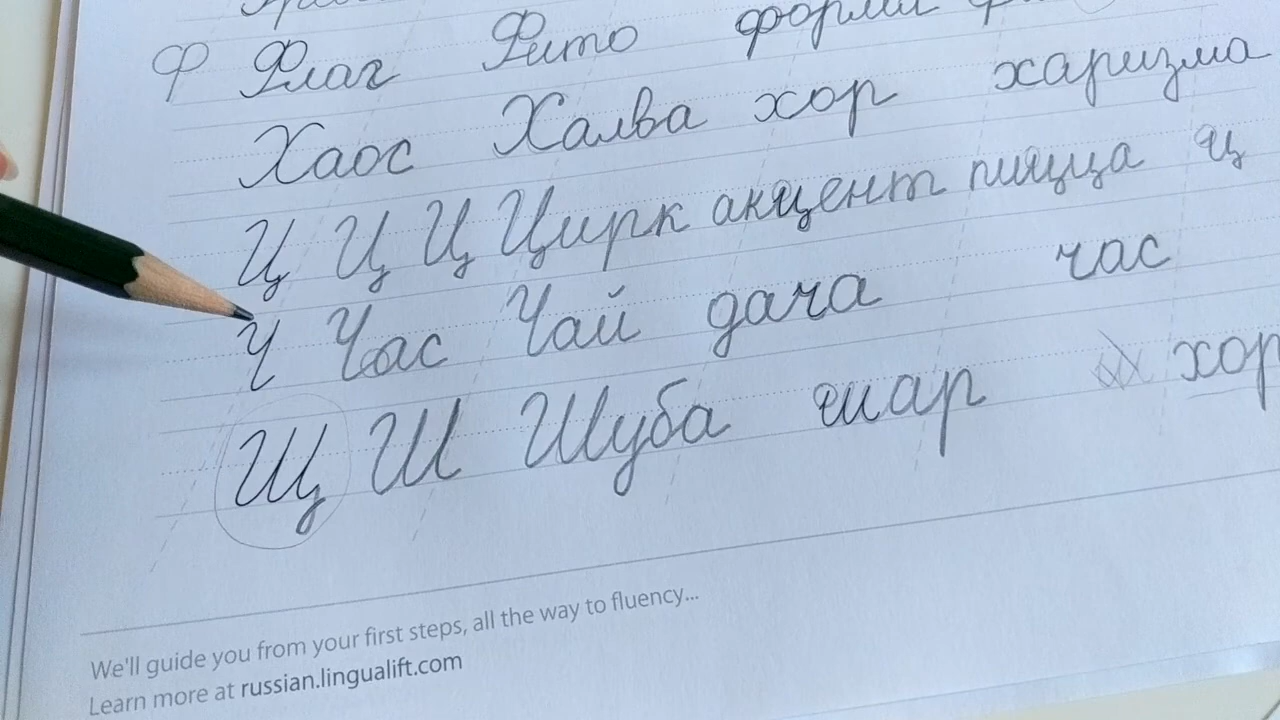 Ф Флаг Фито форма
Хаос Халва хор харизма
Ц Ц Ц Цирк акцент пицца ц
Ч Час Чай дача час
Щ Ш Шуба шар хор
We'll guide you from your first steps, all the way to fluency...
Learn more at russian.lingualift.com